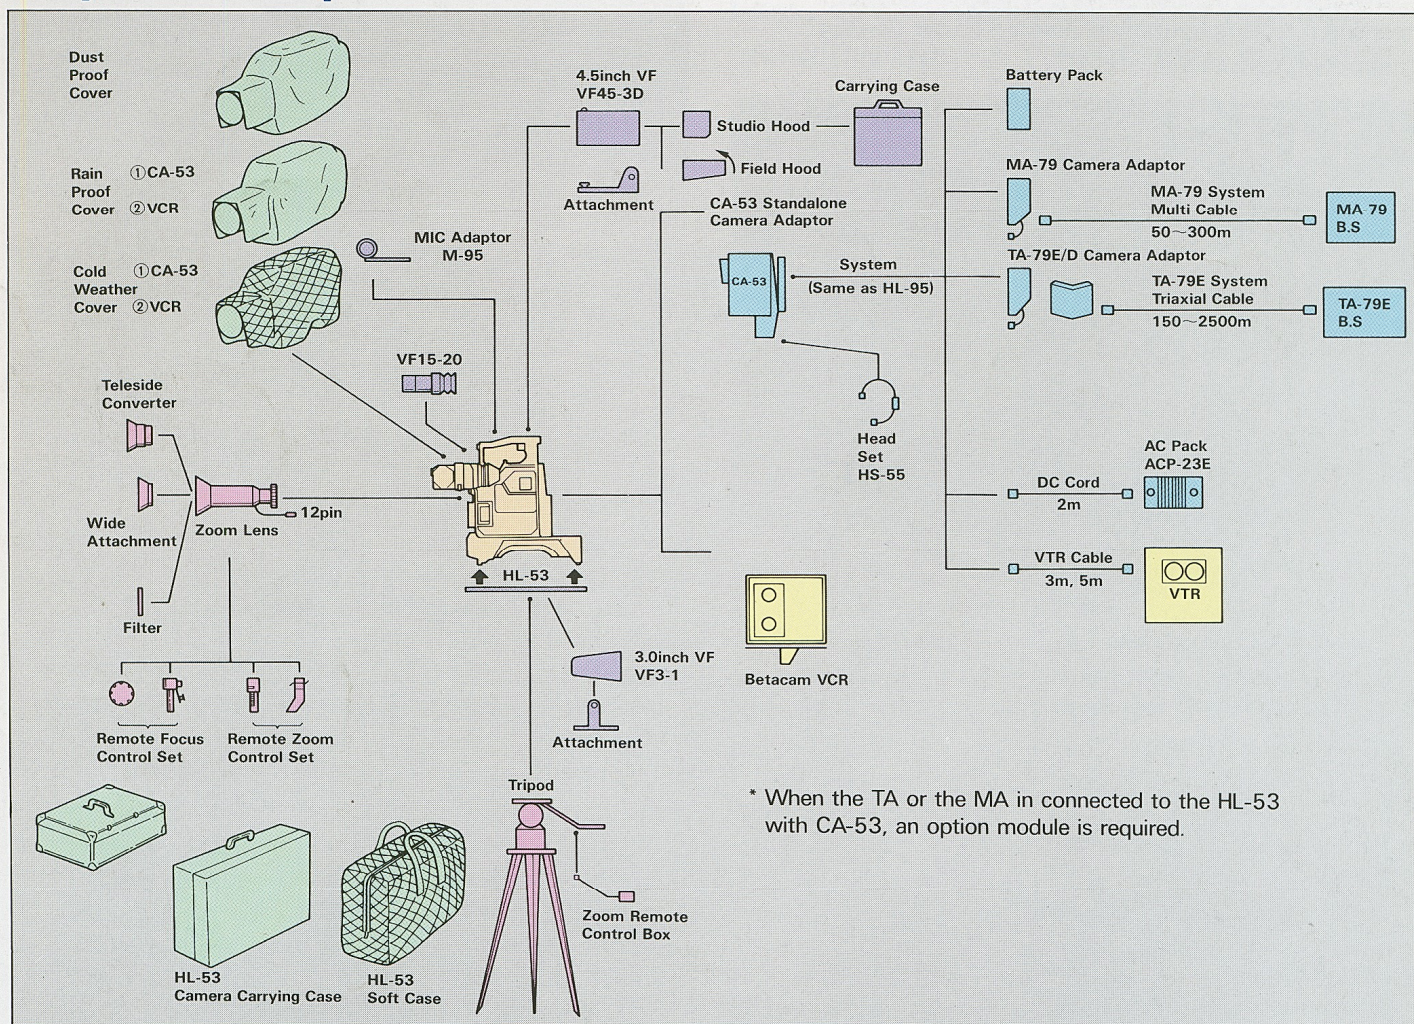 Dust
Proof
Cover
Rain ①CA-53
Proof
Cover ②VCR
Cold ①CA-53
Weather
Cover ②VCR
MIC Adaptor
M-95
VF15-20
4.5inch VF
VF45-3D
Attachment
Studio Hood
Field Hood
Carrying Case
CA-53 Standalone
Camera Adaptor
CA-53
System
(Same as HL-95)
Head
Set
HS-55
Battery Pack
MA-79 Camera Adaptor
MA-79 System
Multi Cable
50~300m
MA 79
B.S
TA-79E/D Camera Adaptor
TA-79E System
Triaxial Cable
150~2500m
TA-79E
B.S
AC Pack
ACP-23E
DC Cord
2m
VTR Cable
3m, 5m
VTR
Teleside
Converter
Wide
Attachment
Zoom Lens
12pin
Filter
HL-53
3.0inch VF
VF3-1
Attachment
Betacam VCR
Remote Focus
Control Set
Remote Zoom
Control Set
Tripod
Zoom Remote
Control Box
HL-53
Camera Carrying Case
HL-53
Soft Case
* When the TA or the MA in connected to the HL-53
with CA-53, an option module is required.